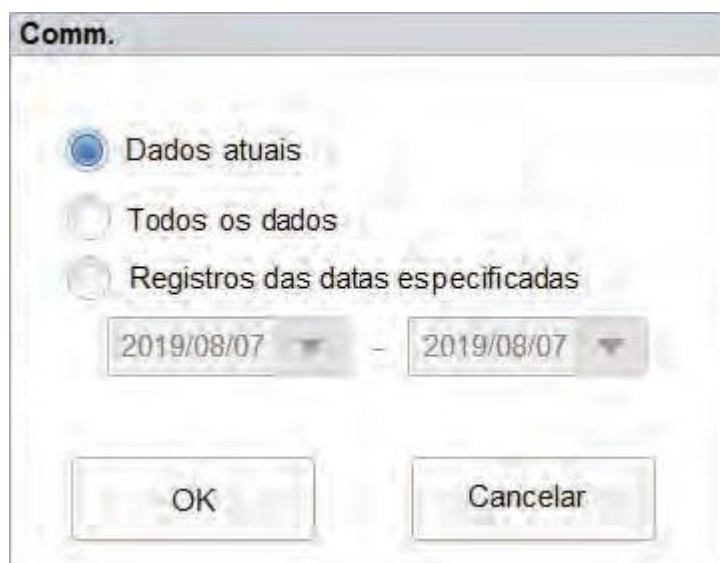 Comm.
Dados atuais
Todos os dados
Registros das datas especificadas
2019/08/07 - 2019/08/07
OK Cancelar